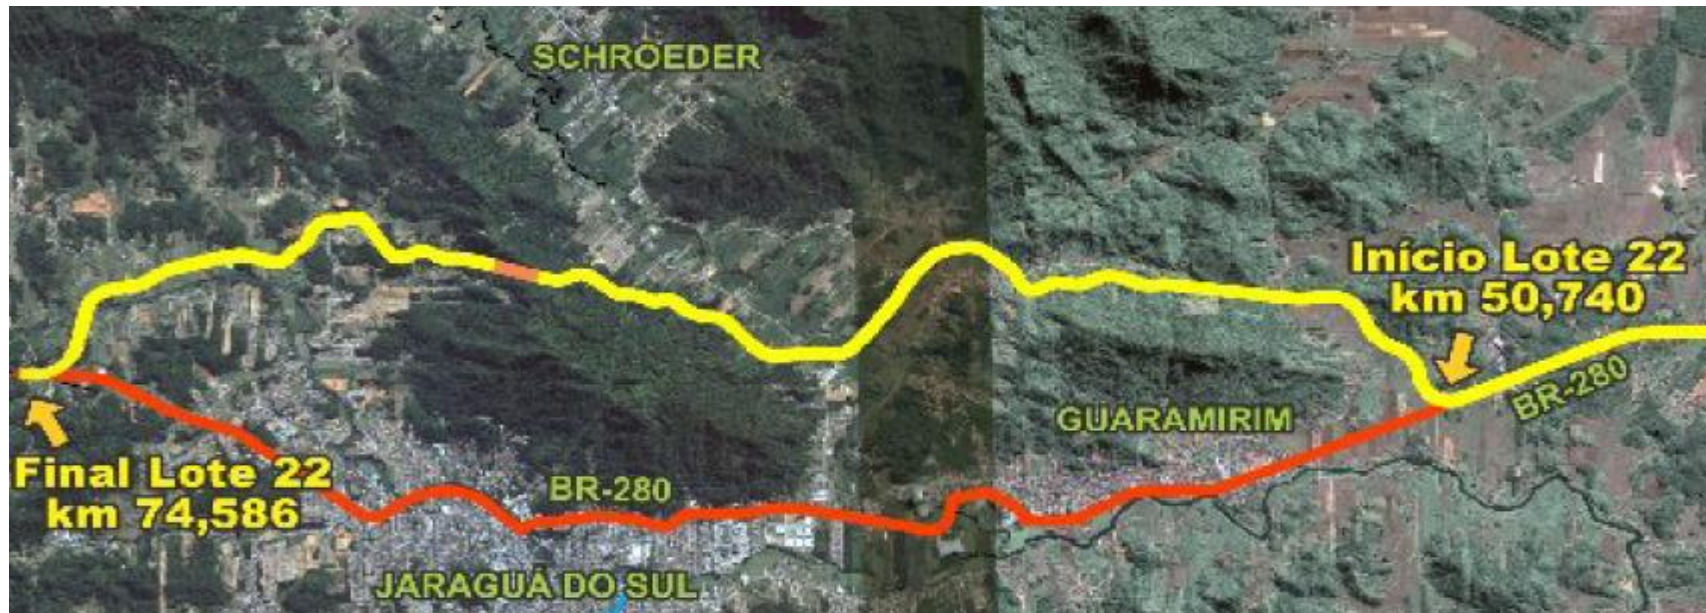 SCHROEDER
Início Lote 22
km 50,740
BR-280
GUARAMIRIM
Final Lote 22
km 74,586
BR-280
JARAGUÁ DO SUL